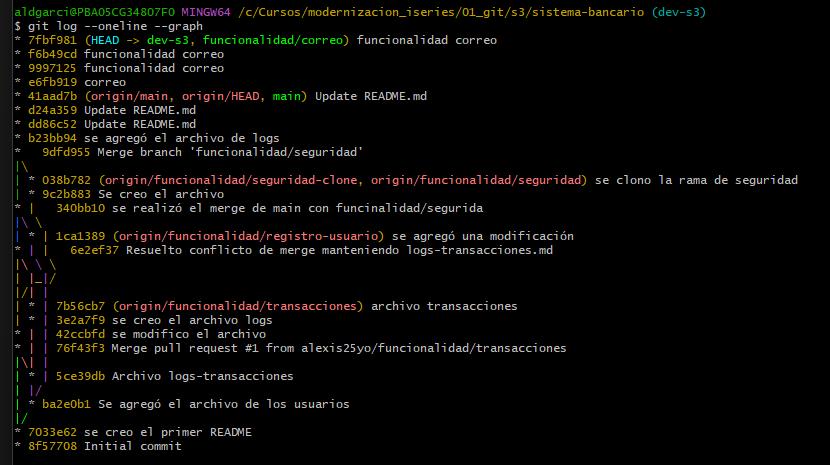 aldgarci@PBA05CG34807F0 MINGW64 /c/Cursos/modernizacion_iseries/01_git/s3/sistema-bancario (dev-s3)
$ git log --oneline --graph
* 7fbf981 (HEAD -> dev-s3, funcionalidad/correo) funcionalidad correo
* f6b49cd funcionalidad correo
* 9997125 funcionalidad correo
* e6fb919 correo
* 41aad7b (origin/main, origin/HEAD, main) Update README.md
* d24a359 Update README.md
* dd86c52 Update README.md
* b23bb94 se agregó el archivo de logs
*   9dfd955 Merge branch 'funcionalidad/seguridad'
|\
| * 038b782 (origin/funcionalidad/seguridad-clone, origin/funcionalidad/seguridad) se clono la rama de seguridad
| * 9c2b883 Se creo el archivo
* |   340bb10 se realizó el merge de main con funcinalidad/segurida
|\ \
| * | 1ca1389 (origin/funcionalidad/registro-usuario) se agregó una modificación
* | |   6e2ef37 Resuelto conflicto de merge manteniendo logs-transacciones.md
|\ \ \
| |_|/
|/| |
| * | 7b56cb7 (origin/funcionalidad/transacciones) archivo transacciones
| * | 3e2a7f9 se creo el archivo logs
* | | 42ccbfd se modifico el archivo
* | | 76f43f3 Merge pull request #1 from alexis25yo/funcionalidad/transacciones
|\| |
| * | 5ce39db Archivo logs-transacciones
| |/
| * ba2e0b1 Se agregó el archivo de los usuarios
|/
* 7033e62 se creo el primer README
* 8f57708 Initial commit